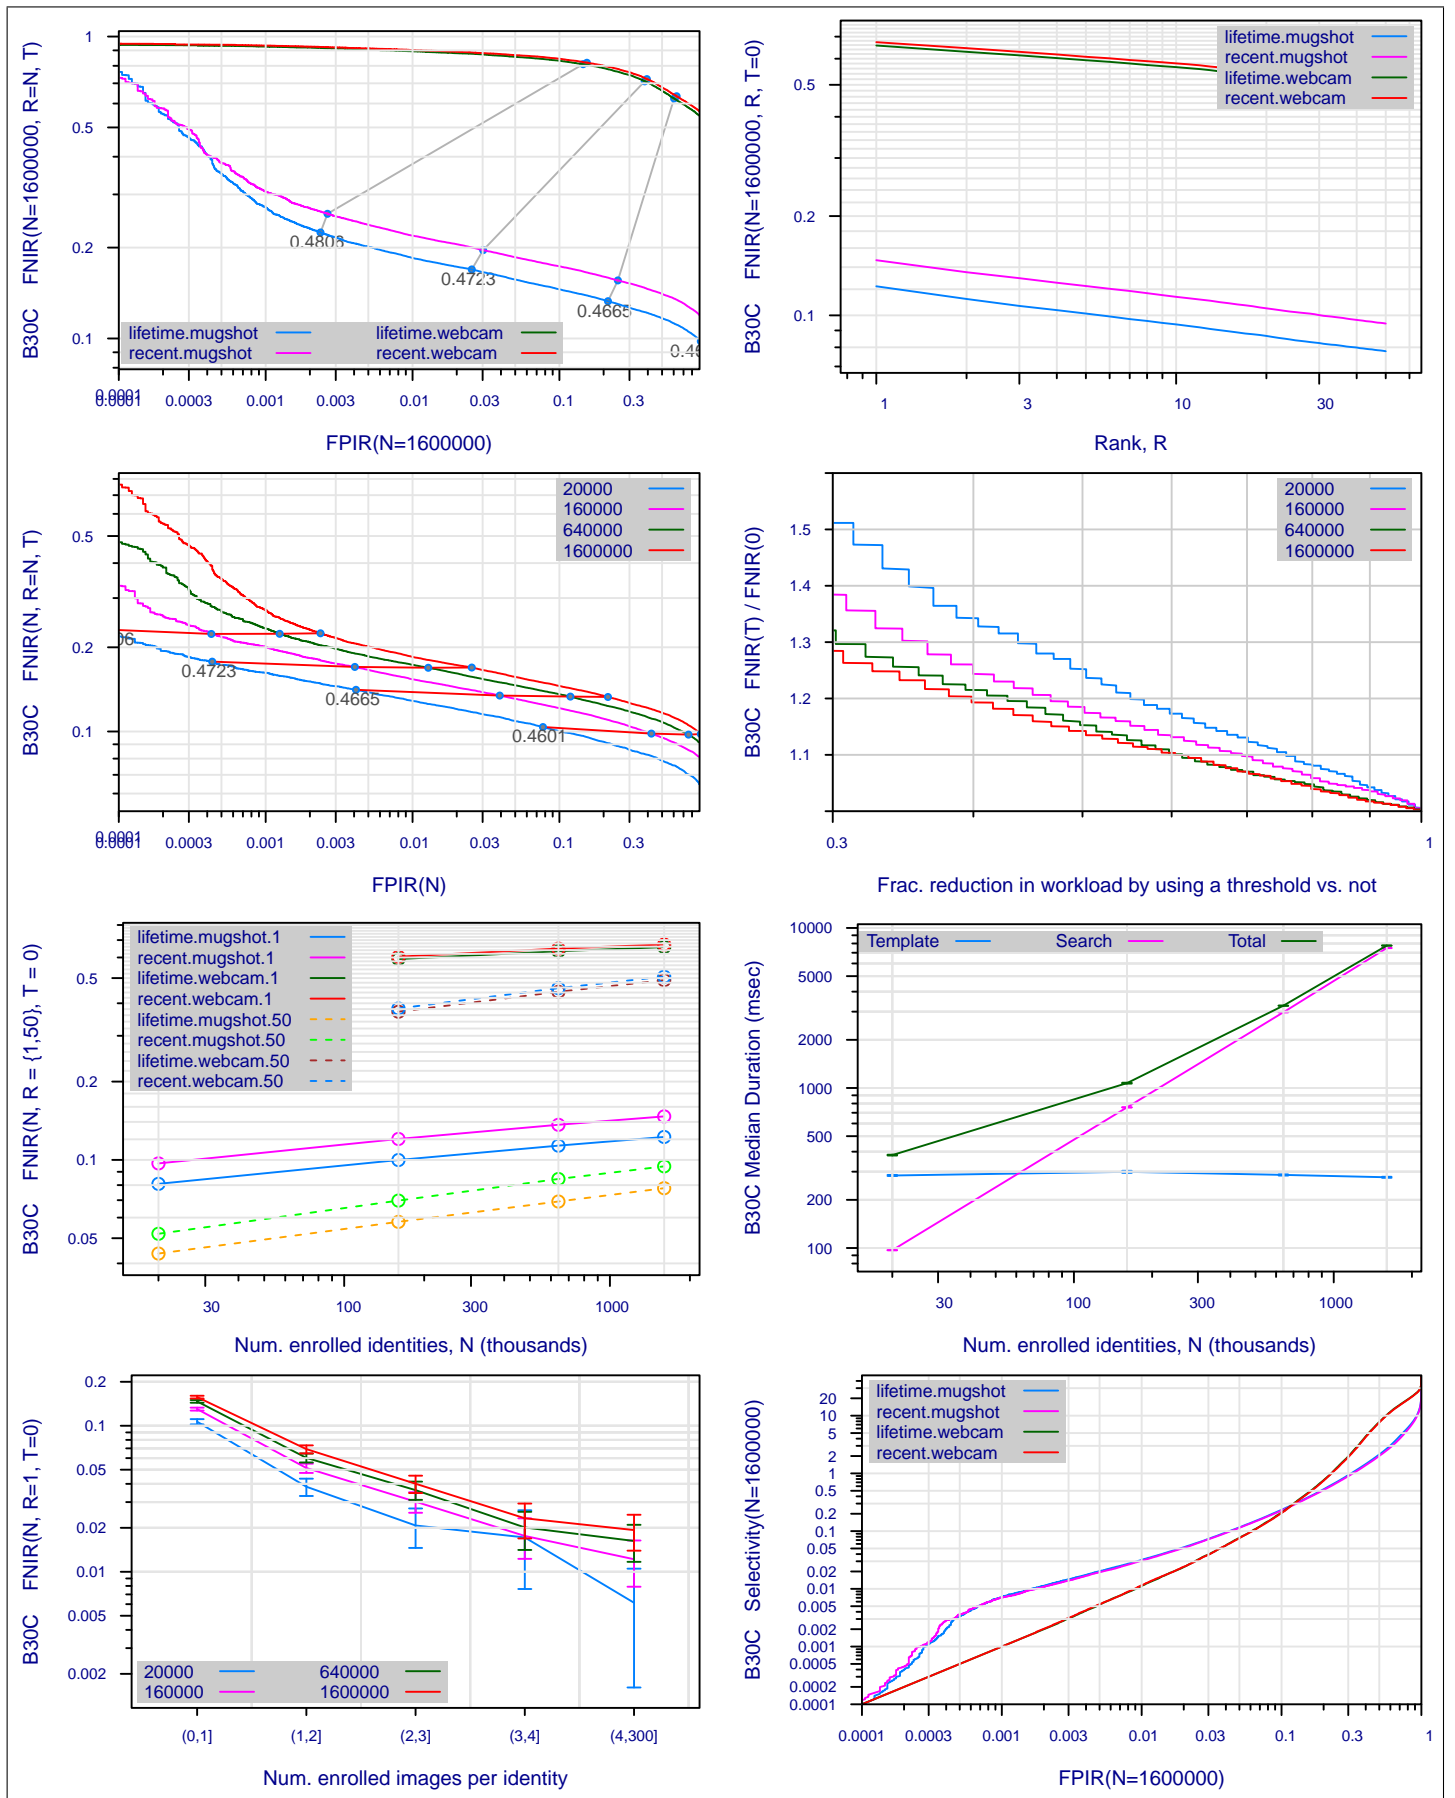 B30C FNIR(N=1600000, R=N, T)
1
0.5
0.2
0.1
0.4803
0.4723
0.4665
lifetime.mugshot
recent.mugshot
lifetime.webcam
recent.webcam
0.0001
0.0001 0.0003 0.001 0.003 0.01 0.03 0.1 0.3
FPIR(N=1600000)
B30C FNIR(N=1600000, R, T=0)
0.5
0.2
0.1
lifetime.mugshot
recent.mugshot
lifetime.webcam
recent.webcam
1 3 10 30
Rank, R
B30C FNIR(N, R=N, T)
0.5
0.2
0.1
20000
160000
640000
1600000
0.4723
0.4665
0.4601
0.0001
0.0001 0.0003 0.001 0.003 0.01 0.03 0.1 0.3
FPIR(N)
B30C FNIR(T) / FNIR(0)
1.5
1.4
1.3
1.2
1.1
20000
160000
640000
1600000
0.3 1
Frac. reduction in workload by using a threshold vs. not
B30C FNIR(N, R = {1,50}, T = 0)
0.5
0.2
0.1
0.05
lifetime.mugshot.1
recent.mugshot.1
lifetime.webcam.1
recent.webcam.1
lifetime.mugshot.50
recent.mugshot.50
lifetime.webcam.50
recent.webcam.50
30 100 300 1000
Num. enrolled identities, N (thousands)
B30C Median Duration (msec)
10000
5000
2000
1000
500
200
100
Template Search Total
30 100 300 1000
Num. enrolled identities, N (thousands)
B30C FNIR(N, R=1, T=0)
0.2
0.1
0.05
0.02
0.01
0.005
0.002
20000 640000
160000 1600000
(0,1] (1,2] (2,3] (3,4] (4,300]
Num. enrolled images per identity
B30C Selectivity(N=1600000)
20
10
5
2
1
0.5
0.2
0.1
0.05
0.02
0.01
0.005
0.002
0.001
0.0005
0.0002
0.0001
lifetime.mugshot
recent.mugshot
lifetime.webcam
recent.webcam
0.0001 0.0003 0.001 0.003 0.01 0.03 0.1 0.3 1
FPIR(N=1600000)